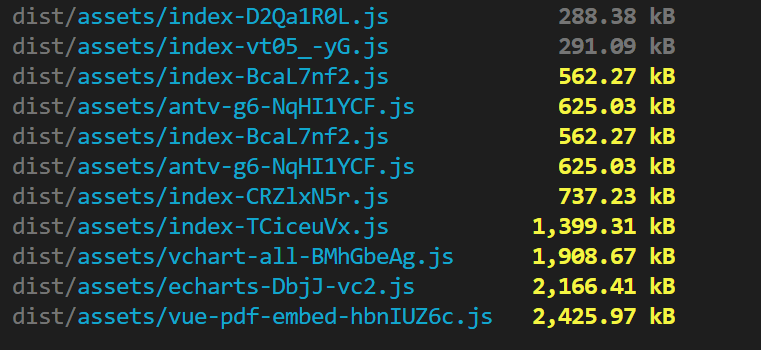 dist/assets/index-D2Qa1R0L.js 288.38 kB
dist/assets/index-vt05_-yG.js 291.09 kB
dist/assets/index-BcaL7nf2.js 562.27 kB
dist/assets/antv-g6-NqHI1YCF.js 625.03 kB
dist/assets/index-BcaL7nf2.js 562.27 kB
dist/assets/antv-g6-NqHI1YCF.js 625.03 kB
dist/assets/index-CRZlxN5r.js 737.23 kB
dist/assets/index-TCiceuVx.js 1,399.31 kB
dist/assets/vchart-all-BMhGbeAg.js 1,908.67 kB
dist/assets/echarts-DbjJ-vc2.js 2,166.41 kB
dist/assets/vue-pdf-embed-hbnIUZ6c.js 2,425.97 kB